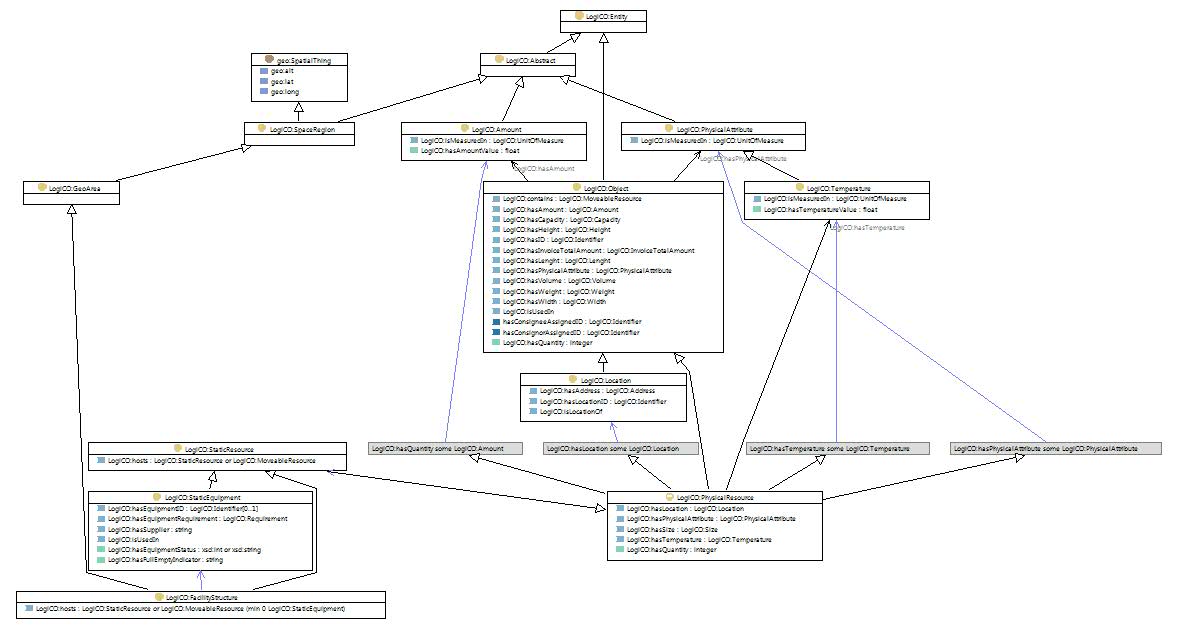 LogiCO:Entity
geo:SpatialThing
geo:alt
geo:lat
geo:long
LogiCO:Abstract
LogiCO:SpaceRegion
LogiCO:Amount
LogiCO:isMeasuredIn : LogiCO:UnitOfMeasure
LogiCO:hasAmountValue : float
LogiCO:PhysicalAttribute
LogiCO:isMeasuredIn : LogiCO:UnitOfMeasure
LogiCO:hasPhysicalAttribute
LogiCO:hasAmount
LogiCO:GeoArea
LogiCO:Object
LogiCO:contains : LogiCO:MoveableResource
LogiCO:hasAmount : LogiCO:Amount
LogiCO:hasCapacity : LogiCO:Capacity
LogiCO:hasHeight : LogiCO:Height
LogiCO:hasID : LogiCO:Identifier
LogiCO:hasInvoiceTotalAmount : LogiCO:InvoiceTotalAmount
LogiCO:hasLenght : LogiCO:Lenght
LogiCO:hasPhysicalAttribute : LogiCO:PhysicalAttribute
LogiCO:hasVolume : LogiCO:Volume
LogiCO:hasWeight : LogiCO:Weight
LogiCO:hasWidth : LogiCO:Width
LogiCO:isUsedIn
hasConsigneeAssignedID : LogiCO:Identifier
hasConsignorAssignedID : LogiCO:Identifier
LogiCO:hasQuantity : integer
LogiCO:Temperature
LogiCO:isMeasuredIn : LogiCO:UnitOfMeasure
LogiCO:hasTemperatureValue : float
LogiCO:hasTemperature
LogiCO:Location
LogiCO:hasAddress : LogiCO:Address
LogiCO:hasLocationID : LogiCO:Identifier
LogiCO:isLocationOf
LogiCO:StaticResource
LogiCO:hosts : LogiCO:StaticResource or LogiCO:MoveableResource
LogiCO:hasQuantity some LogiCO:Amount
LogiCO:hasLocation some LogiCO:Location
LogiCO:hasTemperature some LogiCO:Temperature
LogiCO:hasPhysicalAttribute some LogiCO:PhysicalAttribute
LogiCO:StaticEquipment
LogiCO:hasEquipmentID : LogiCO:Identifier[0..1]
LogiCO:hasEquipmentRequirement : LogiCO:Requirement
LogiCO:hasSupplier : string
LogiCO:isUsedIn
LogiCO:hasEquipmentStatus : xsd:int or xsd:string
LogiCO:hasFullEmptyIndicator : string
LogiCO:PhysicalResource
LogiCO:hasLocation : LogiCO:Location
LogiCO:hasPhysicalAttribute : LogiCO:PhysicalAttribute
LogiCO:hasSize : LogiCO:Size
LogiCO:hasTemperature : LogiCO:Temperature
LogiCO:hasQuantity : integer
LogiCO:FacilityStructure
LogiCO:hosts : LogiCO:StaticResource or LogiCO:MoveableResource (min 0 LogiCO:StaticEquipment)